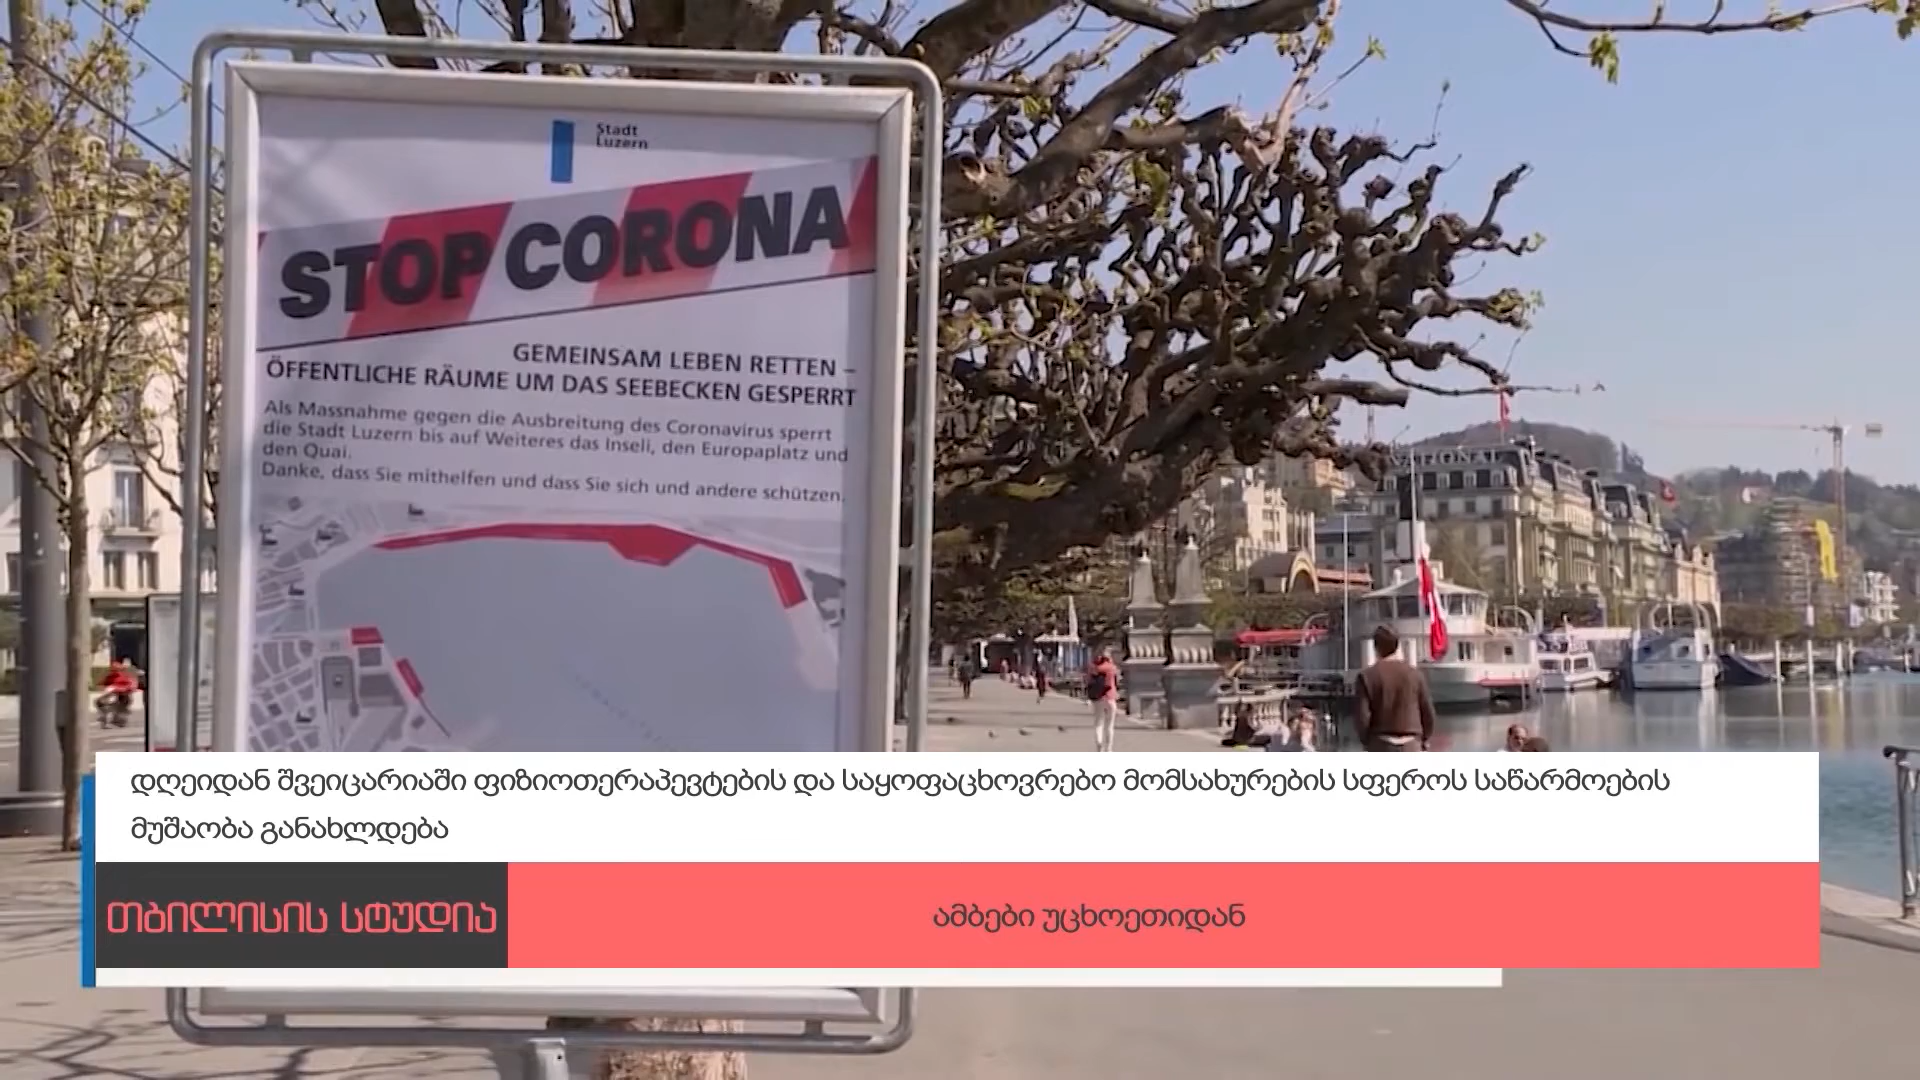 Stadt
Luzern
STOP CORONA
GEMEINSAM LEBEN RETTEN –
ÖFFENTLICHE RÄUME UM DAS SEEBECKEN GESPERRT
Als Massnahme gegen die Ausbreitung des Coronavirus sperrt
die Stadt Luzern bis auf Weiteres das Inseli, den Europaplatz und
den Quai.
Danke, dass Sie mithelfen und dass Sie sich und andere schützen.
NATIONAL
დღეიდან შვეიცარიაში ფიზიოთერაპევტების და საყოფაცხოვრებო მომსახურების სფეროს საწარმოების
მუშაობა განახლდება
თბილისის სტუდია
ამბები უცხოეთიდან